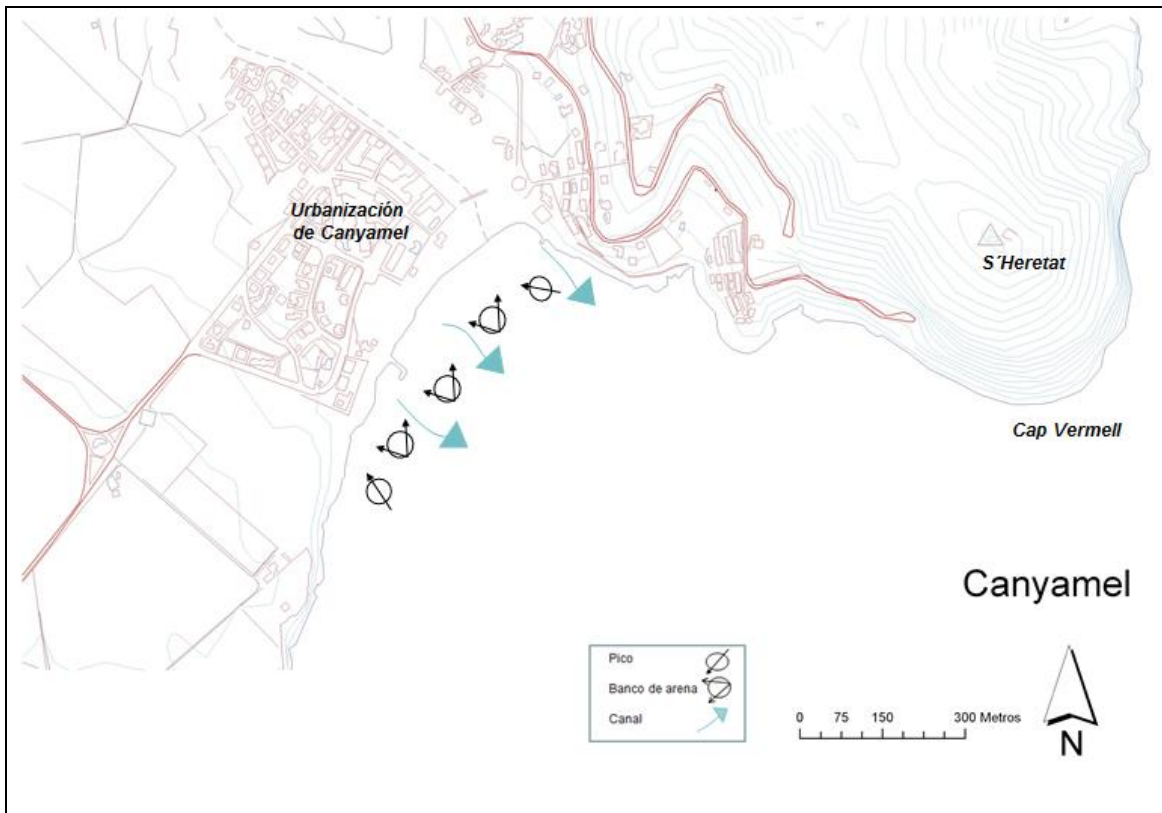 Urbanización
de Canyamel
S´Heretat
Cap Vermell
Canyamel
Pico
Banco de arena
Canal
0 75 150 300 Metros
N